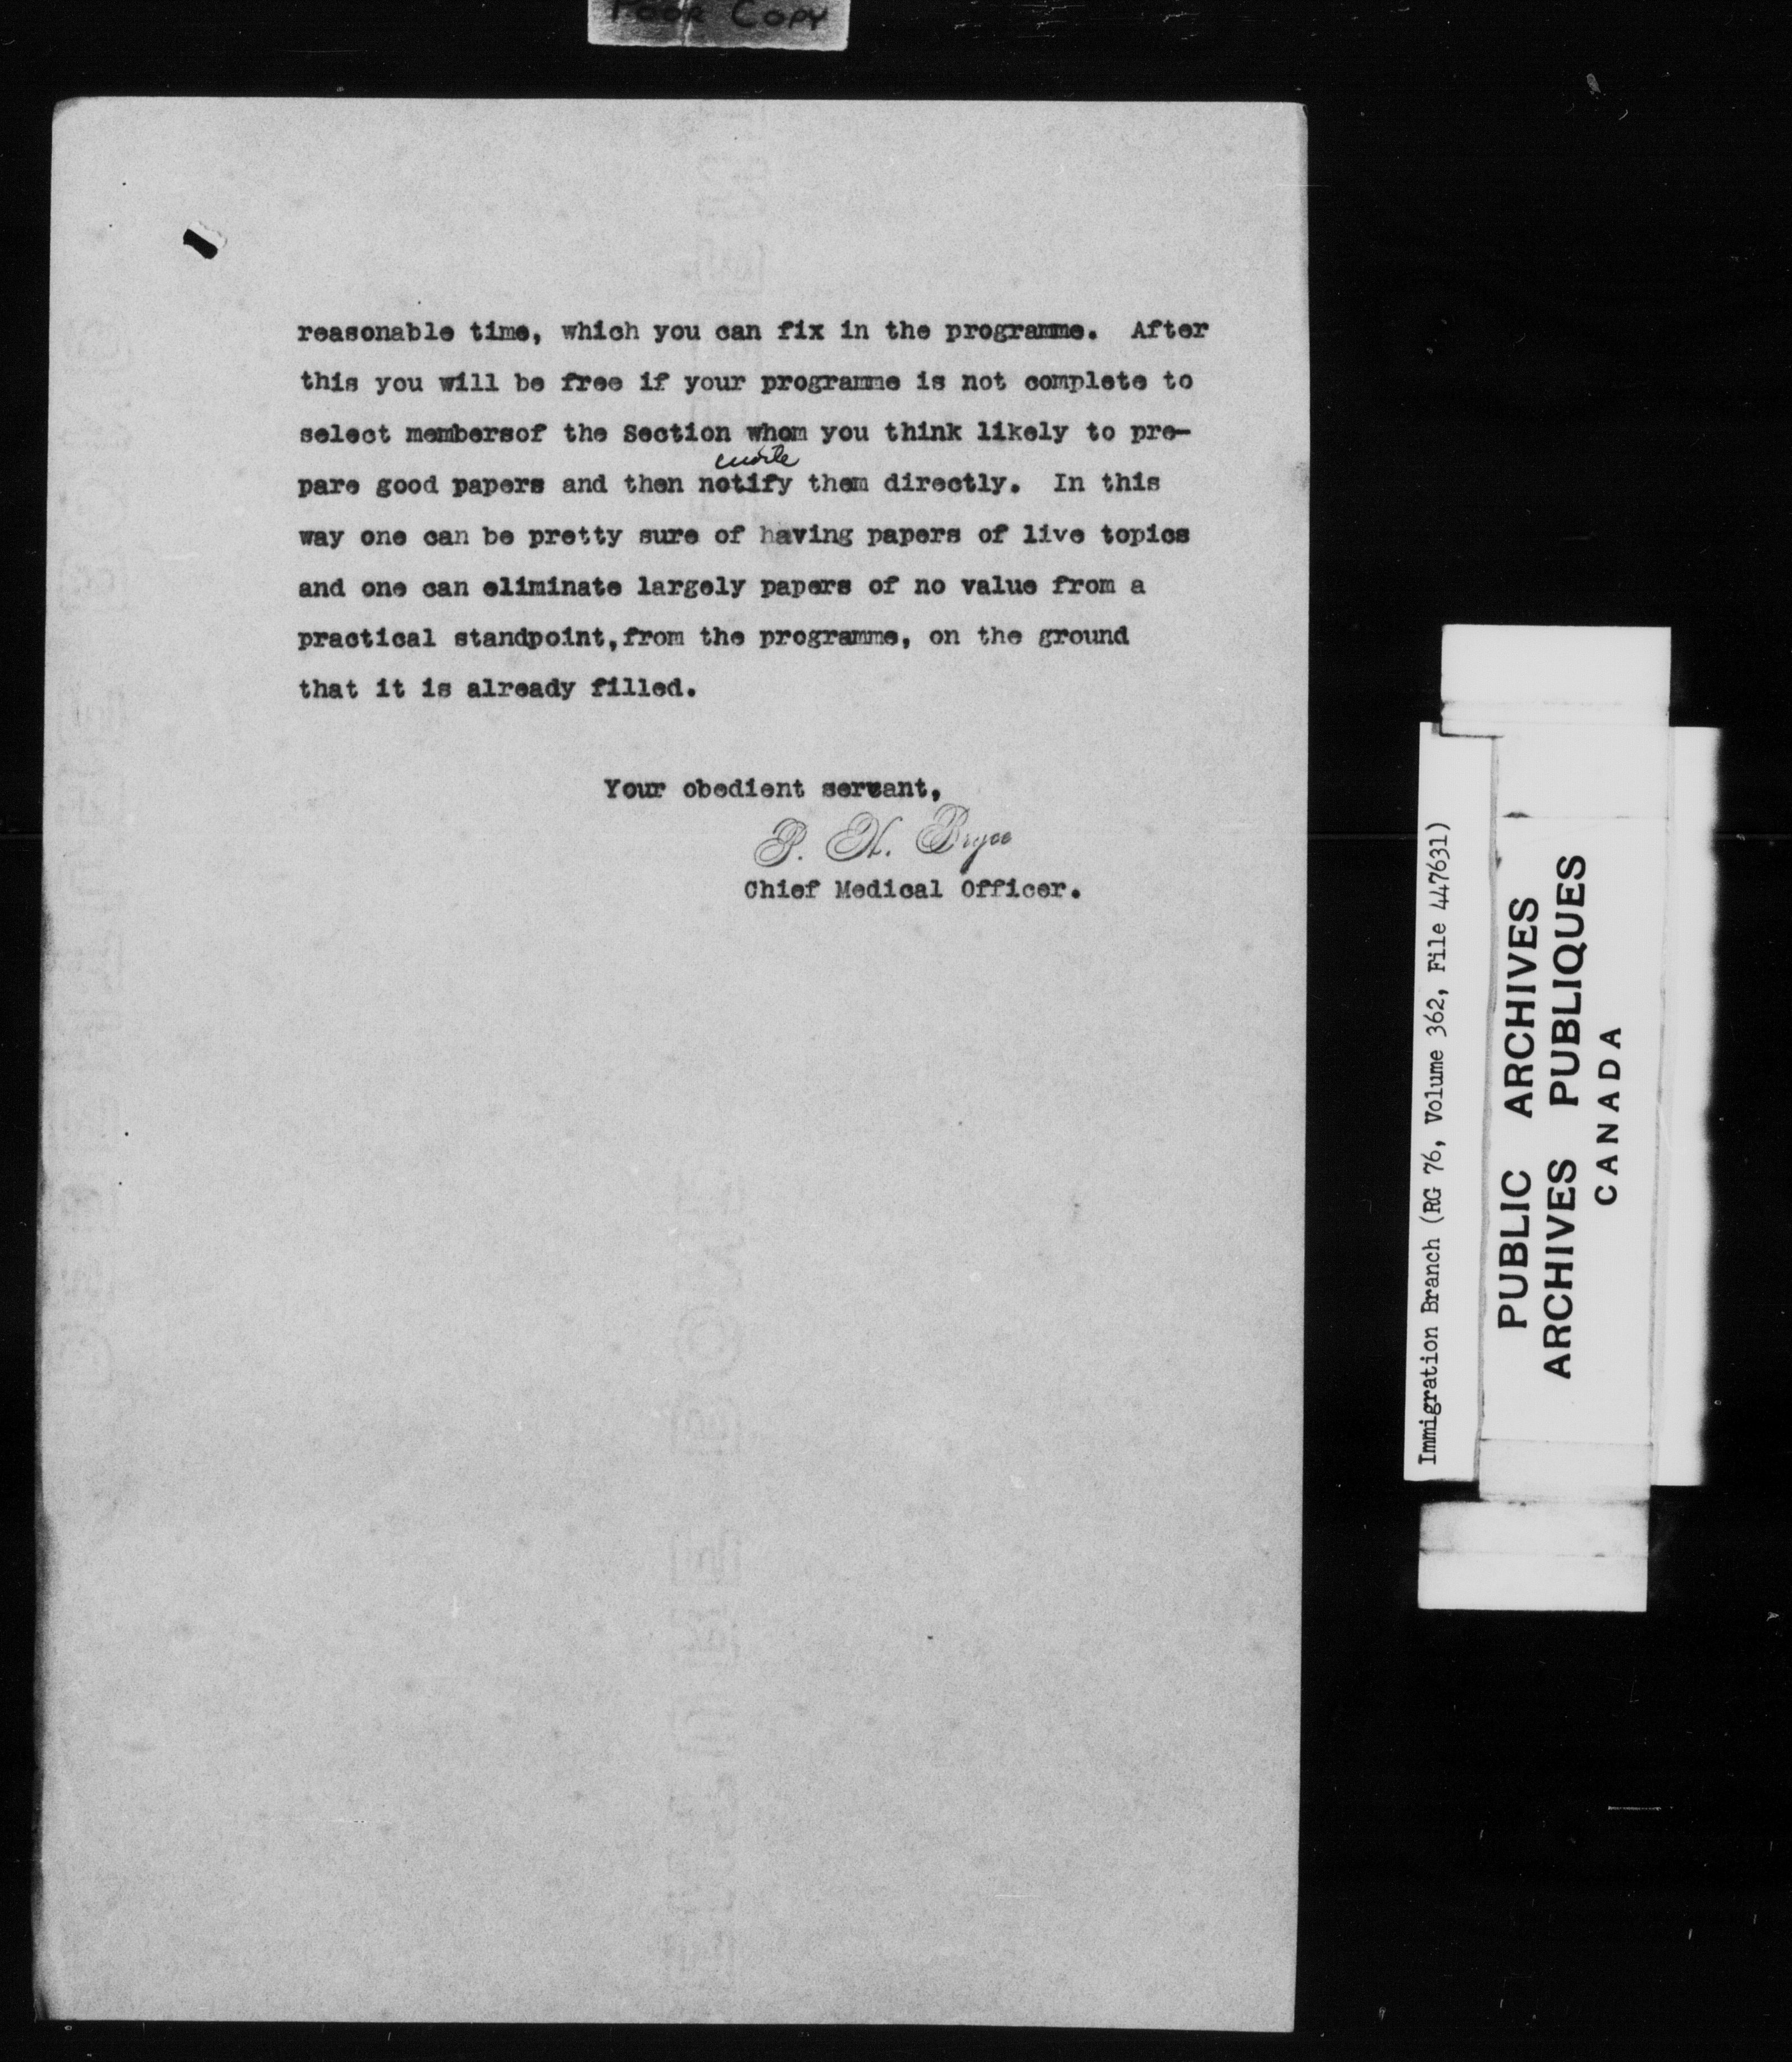 Poor Copy
reasonable time, which you can fix in the programme. After
this you will be free if your programme is not complete to
select membersof the Section whom you think likely to pre-
invite
pare good papers and then notify them directly. In this
way one can be pretty sure of having papers of live topics
and one can eliminate largely papers of no value from a
practical standpoint,from the programme, on the ground
that it is already filled.
Your obedient servant,
P. H. Bryce
Chief Medical Officer.
Immigration Branch (RG 76, Volume 362, File 447631)
PUBLIC ARCHIVES
ARCHIVES PUBLIQUES
CANADA